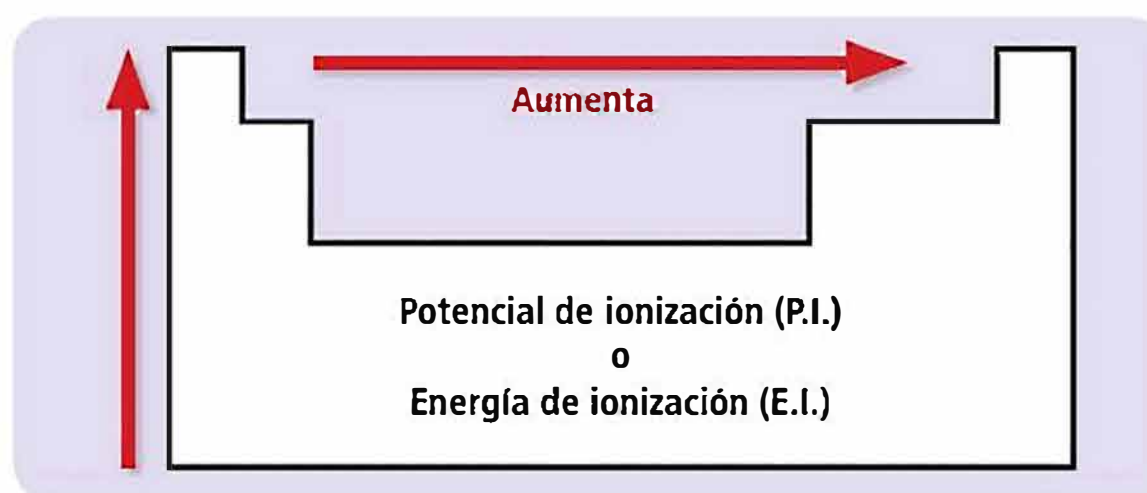 Aumenta
Potencial de ionización (P.I.)
o
Energía de ionización (E.I.)